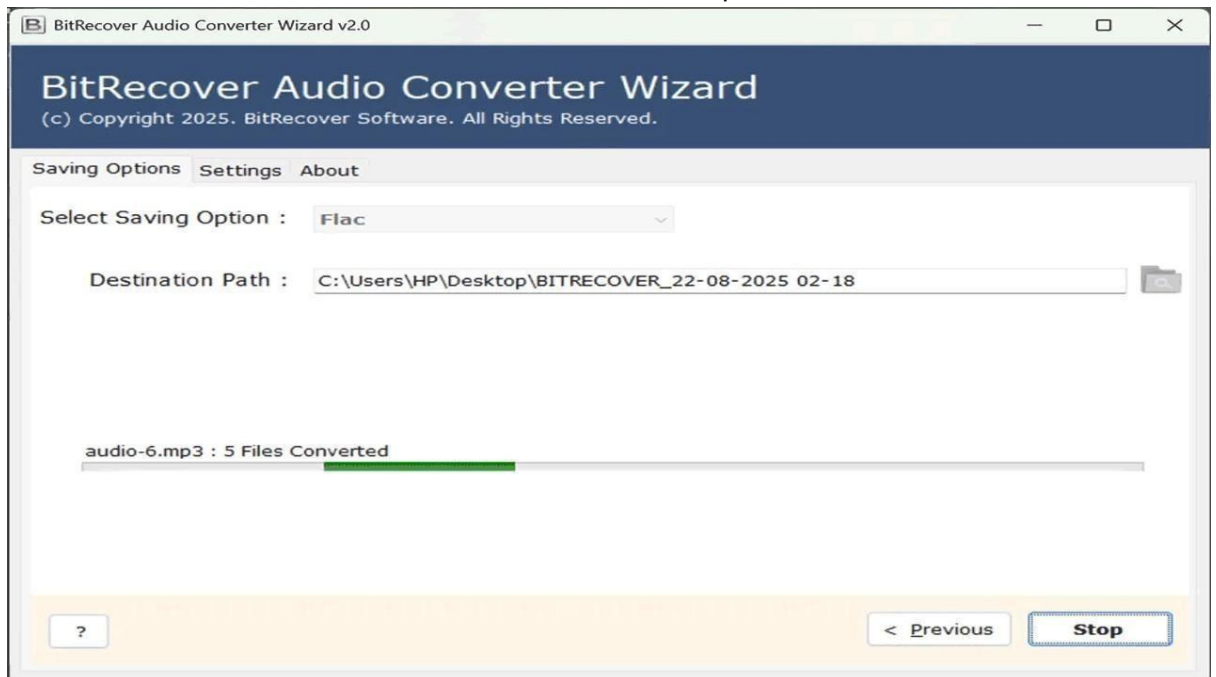 BitRecover Audio Converter Wizard v2.0
BitRecover Audio Converter Wizard
(c) Copyright 2025. BitRecover Software. All Rights Reserved.
Saving Options Settings About
Select Saving Option : Flac
Destination Path : C:\Users\HP\Desktop\BITRECOVER_22-08-2025 02-18
audio-6.mp3 : 5 Files Converted
? < Previous Stop